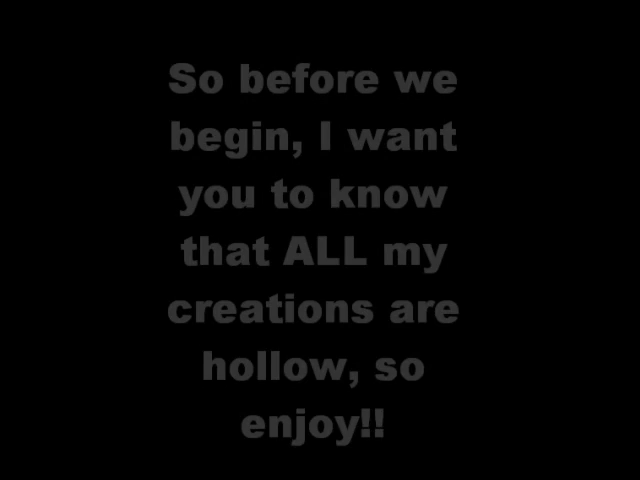 So before we
begin, I want
you to know
that ALL my
creations are
hollow, so
enjoy!!